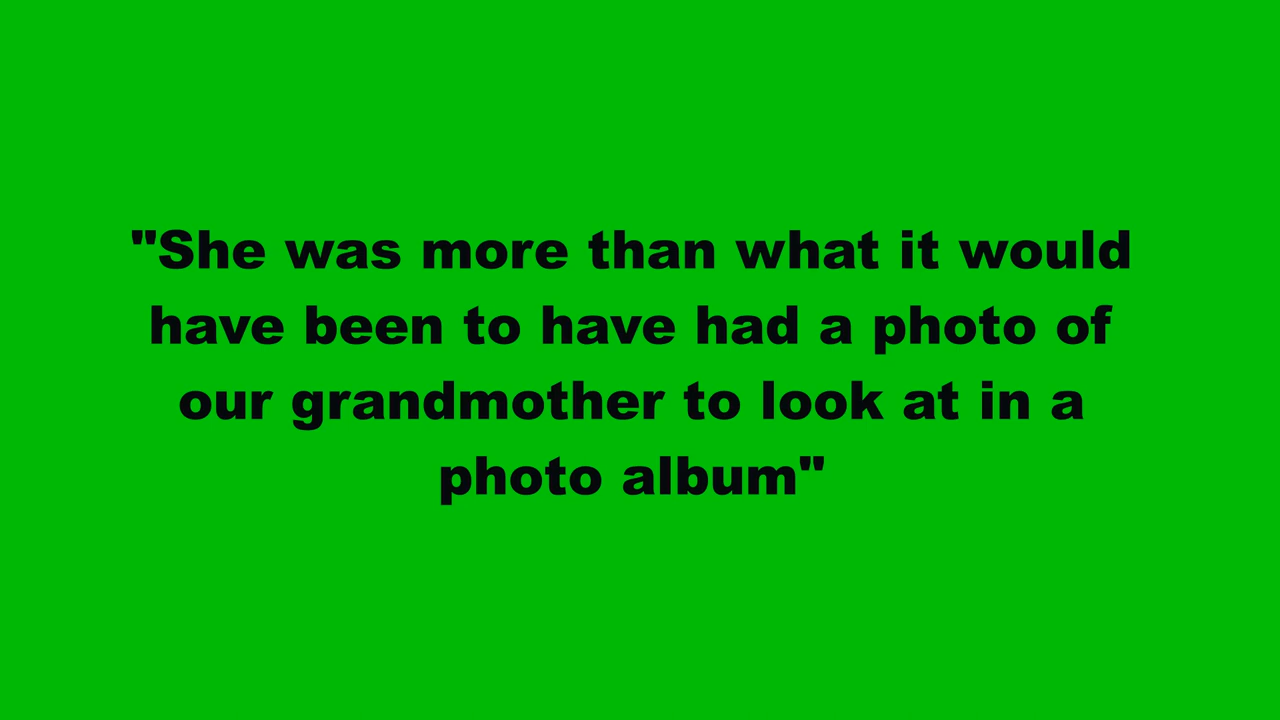 "She was more than what it would
have been to have had a photo of
our grandmother to look at in a
photo album"